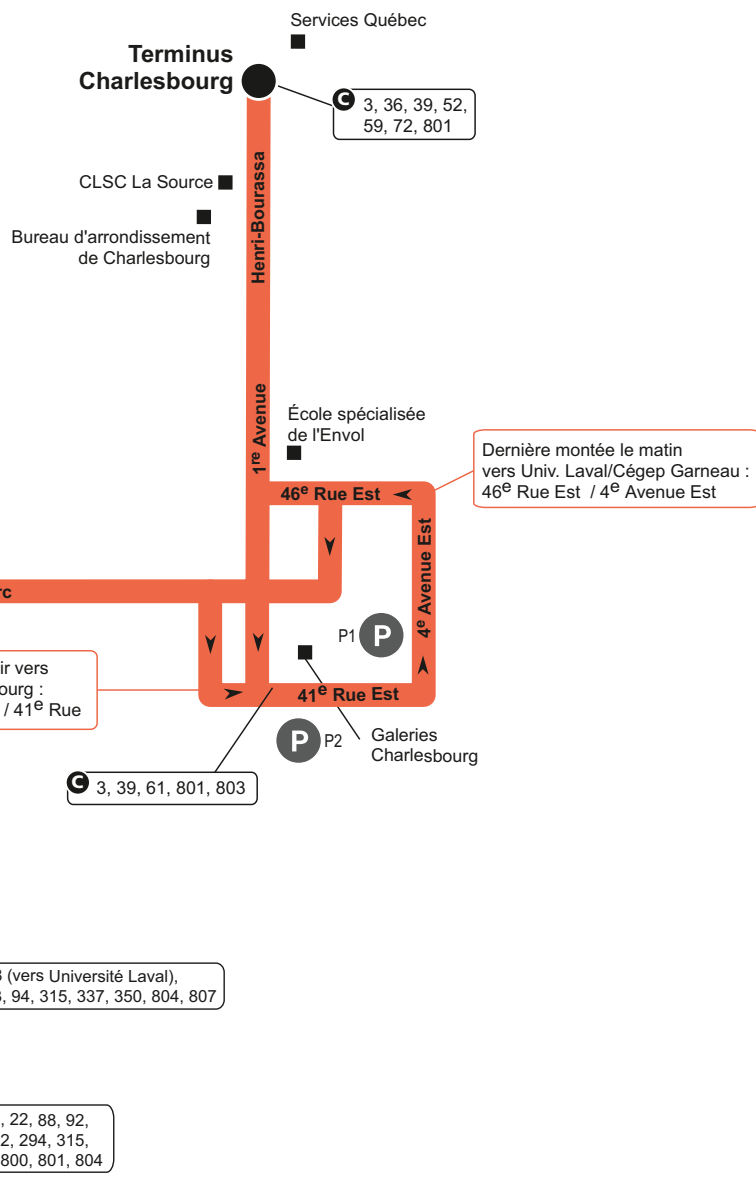 Services Québec
Terminus
Charlesbourg
C 3, 36, 39, 52,
59, 72, 801
CLSC La Source
Bureau d'arrondissement
de Charlesbourg
Henri-Bourassa
1re Avenue
École spécialisée
de l'Envol
Dernière montée le matin
vers Univ. Laval/Cégep Garneau :
46e Rue Est / 4e Avenue Est
46e Rue Est
4e Avenue Est
P1 P
vers
/ 41e Rue
41e Rue Est
P P2
Galeries
Charlesbourg
C 3, 39, 61, 801, 803
(vers Université Laval),
, 94, 315, 337, 350, 804, 807
, 22, 88, 92,
, 294, 315,
800, 801, 804